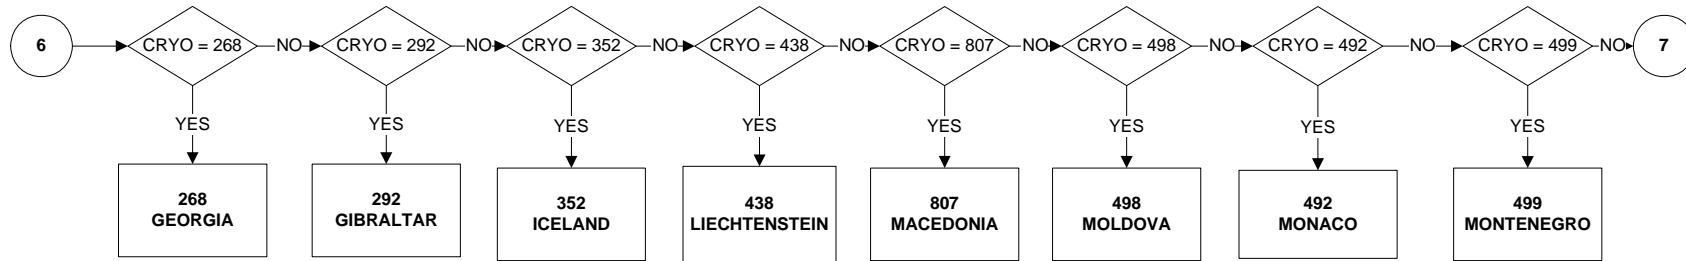 6
CRYO = 268
NO
CRYO = 292
NO
CRYO = 352
NO
CRYO = 438
NO
CRYO = 807
NO
CRYO = 498
NO
CRYO = 492
NO
CRYO = 499
NO
7
YES
YES
YES
YES
YES
YES
YES
YES
268
GEORGIA
292
GIBRALTAR
352
ICELAND
438
LIECHTENSTEIN
807
MACEDONIA
498
MOLDOVA
492
MONACO
499
MONTENEGRO